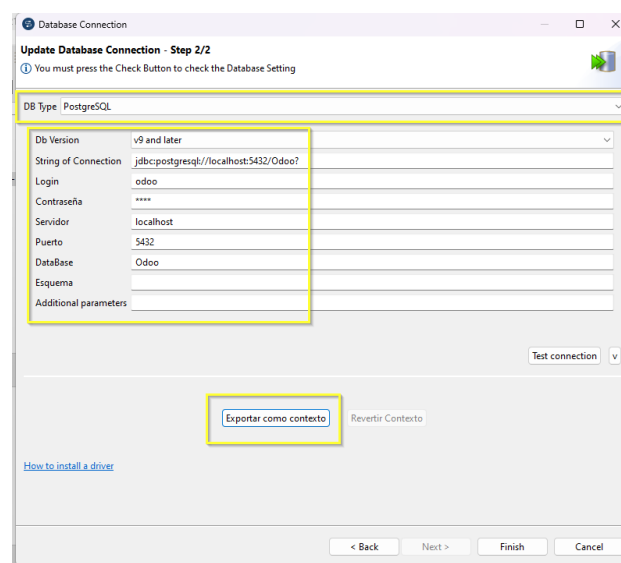 Database Connection
Update Database Connection - Step 2/2
You must press the Check Button to check the Database Setting
DB Type PostgreSQL
Db Version v9 and later
String of Connection jdbc:postgresql://localhost:5432/Odoo?
Login odoo
Contraseña ****
Servidor localhost
Puerto 5432
DataBase Odoo
Esquema
Additional parameters
Test connection v
Exportar como contexto Revertir Contexto
How to install a driver
< Back Next > Finish Cancel